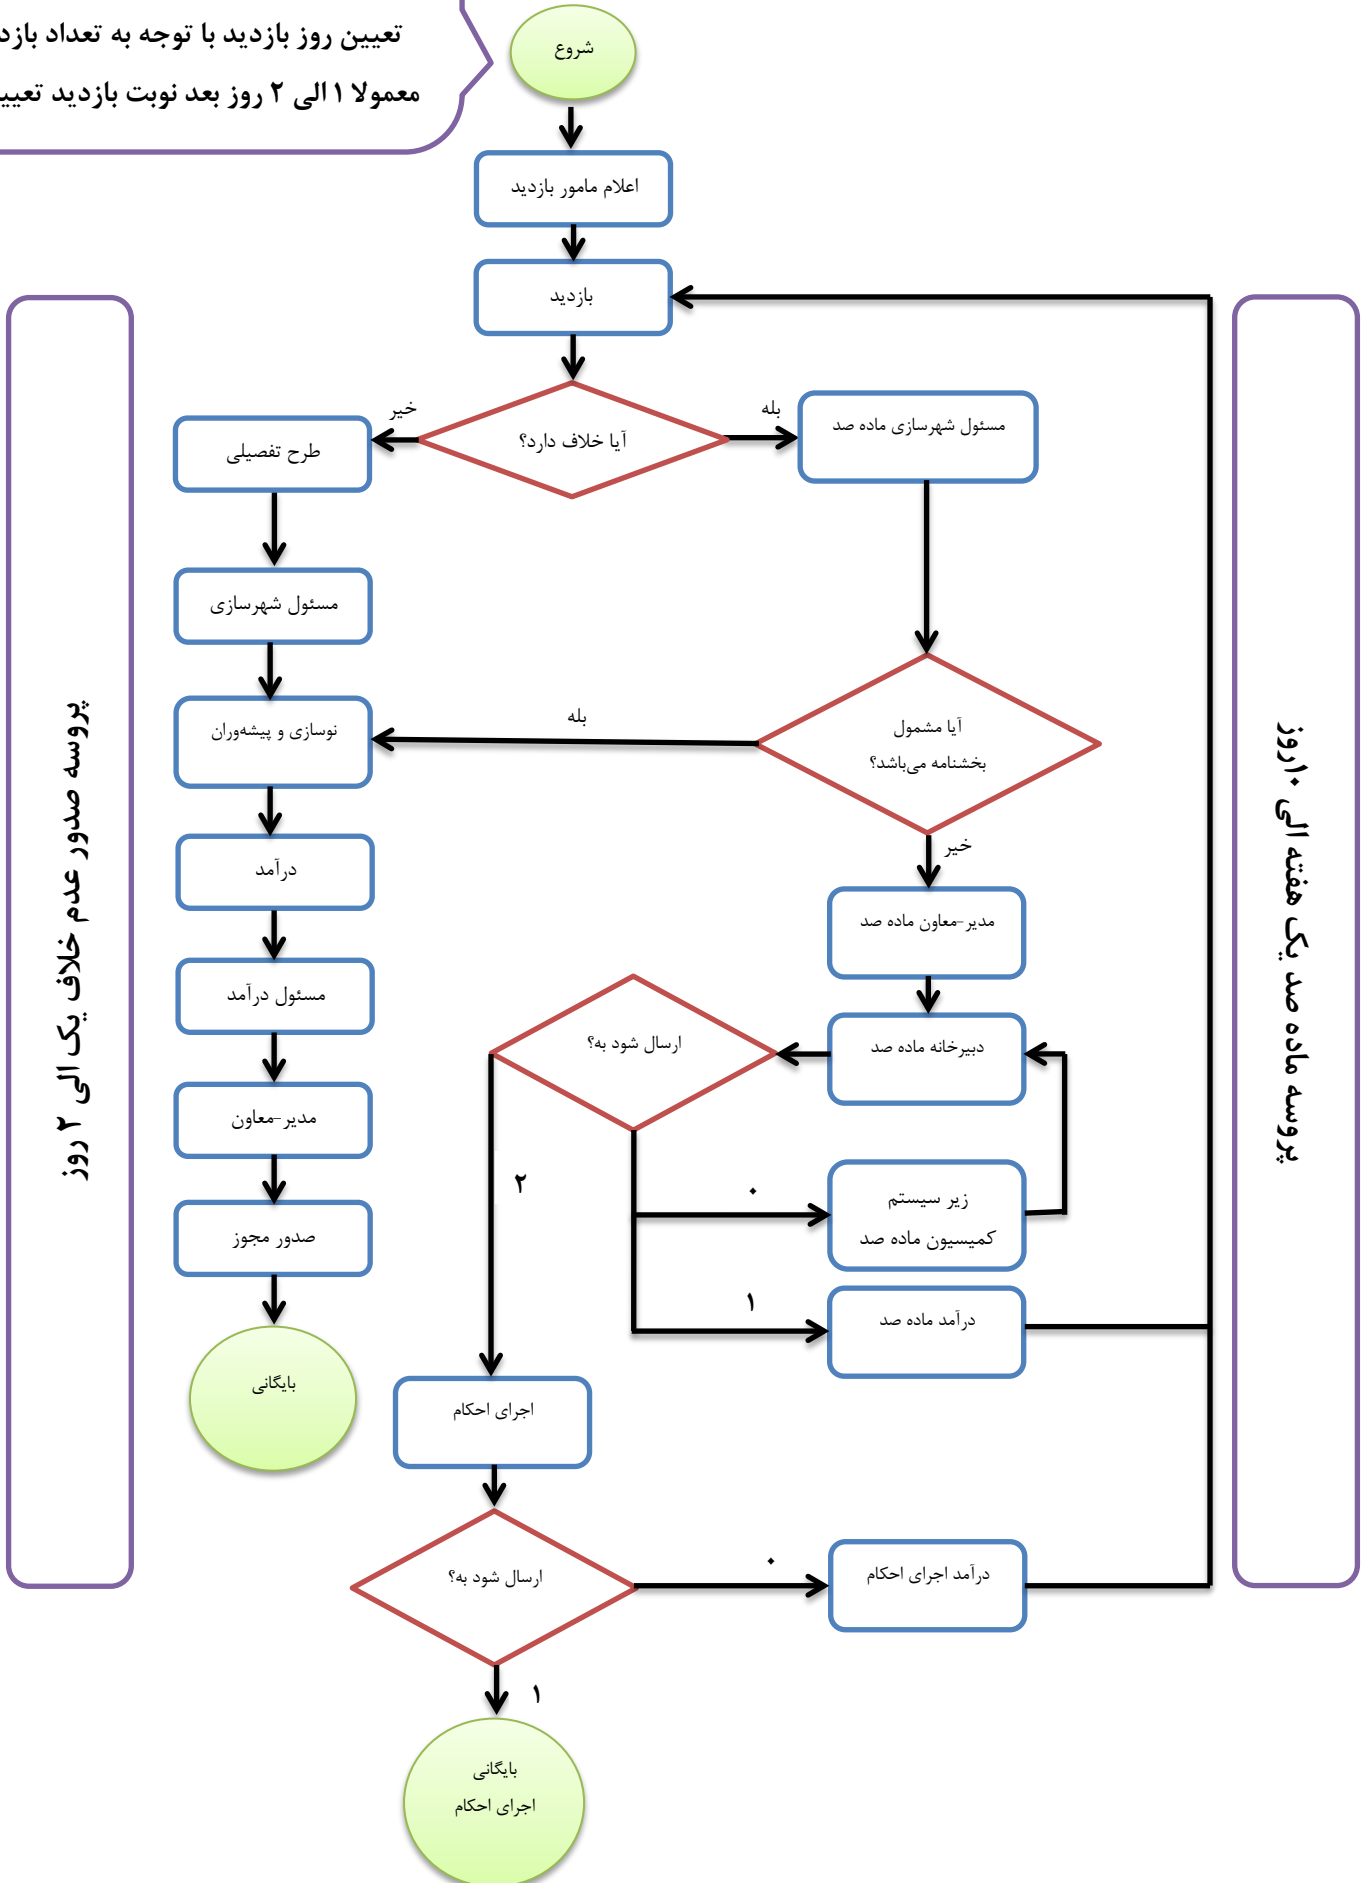 تعیین روز بازدید با توجه به تعداد
معمولا ۱ الی ۲ روز بعد نوبت بازدید
شروع
اعلام مامور بازدید
بازدید
آیا خلاف دارد؟
بله
خیر
مسئول شهرسازی ماده صد
طرح تفصیلی
مسئول شهرسازی
آیا مشمول
بخشنامه می‌باشد؟
بله
خیر
نوسازی و پیشه‌وران
درآمد
مسئول درآمد
مدیر-معاون
صدور مجوز
بایگانی
مدیر-معاون ماده صد
دبیرخانه ماده صد
ارسال شود به؟
۰
۱
۲
زیر سیستم
کمیسیون ماده صد
درآمد ماده صد
اجرای احکام
ارسال شود به؟
۰
۱
درآمد اجرای احکام
بایگانی
اجرای احکام
پروسه ماده صد یک هفته الی ۱۰روز
پروسه صدور عدم خلاف یک الی ۲ روز